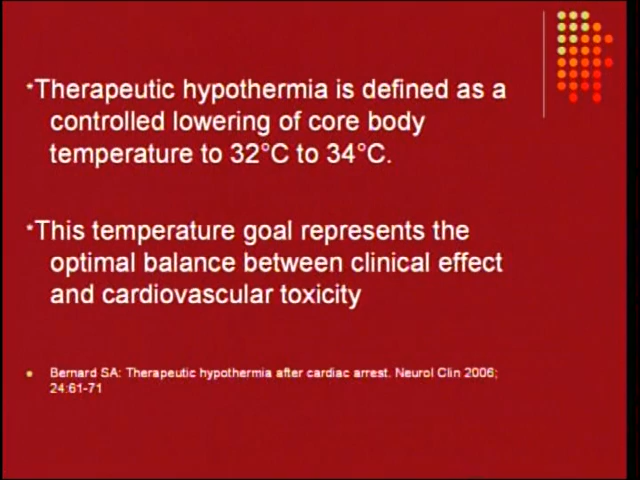 *Therapeutic hypothermia is defined as a
controlled lowering of core body
temperature to 32°C to 34°C.
*This temperature goal represents the
optimal balance between clinical effect
and cardiovascular toxicity
Bernard SA: Therapeutic hypothermia after cardiac arrest. Neurol Clin 2006;
24:61-71